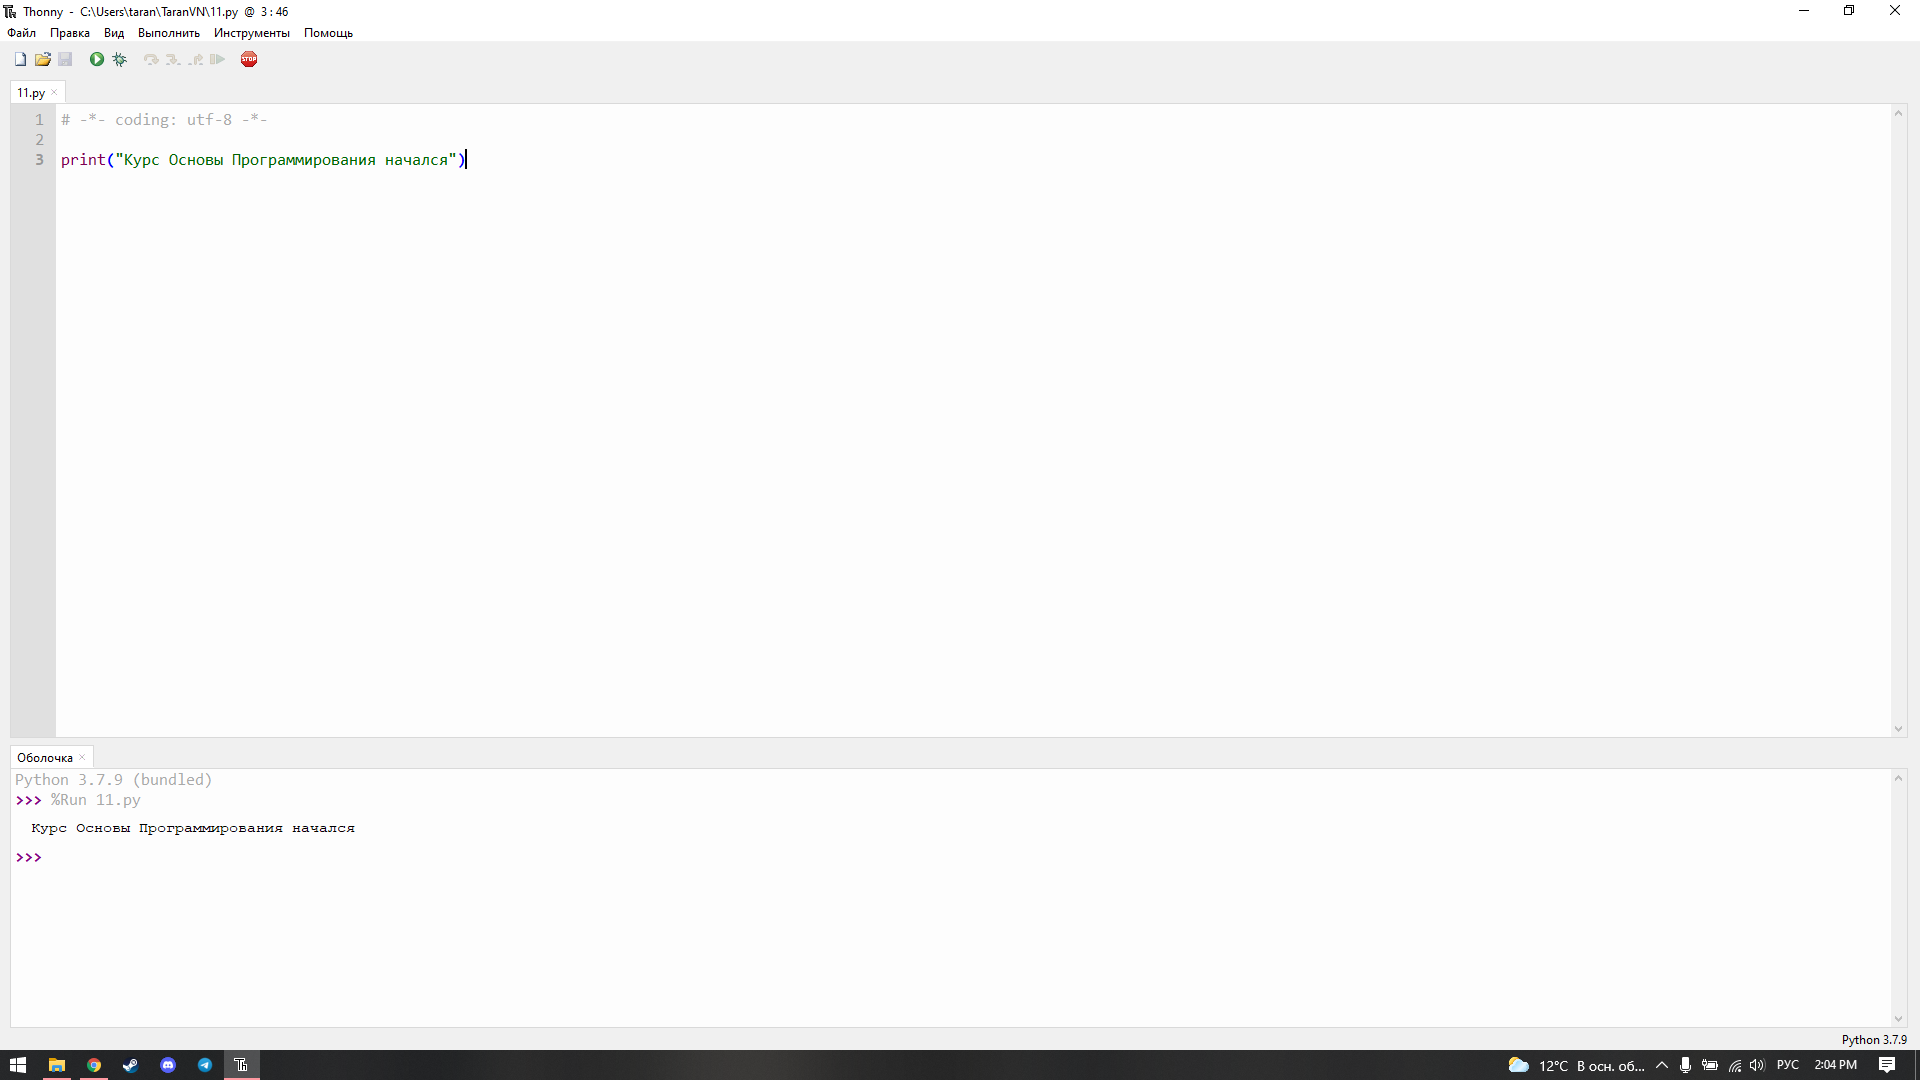 Thonny - C:\Users\taran\TaranVN\11.py @ 3 : 46
Файл Правка Вид Выполнить Инструменты Помощь
STOP
11.py
1 # -*- coding: utf-8 -*-
2
3 print("Курс Основы Программирования начался")
Оболочка
Python 3.7.9 (bundled)
>>> %Run 11.py
Курс Основы Программирования начался
>>>
Python 3.7.9
Th 12°C В осн. об... РУС 2:04 PM